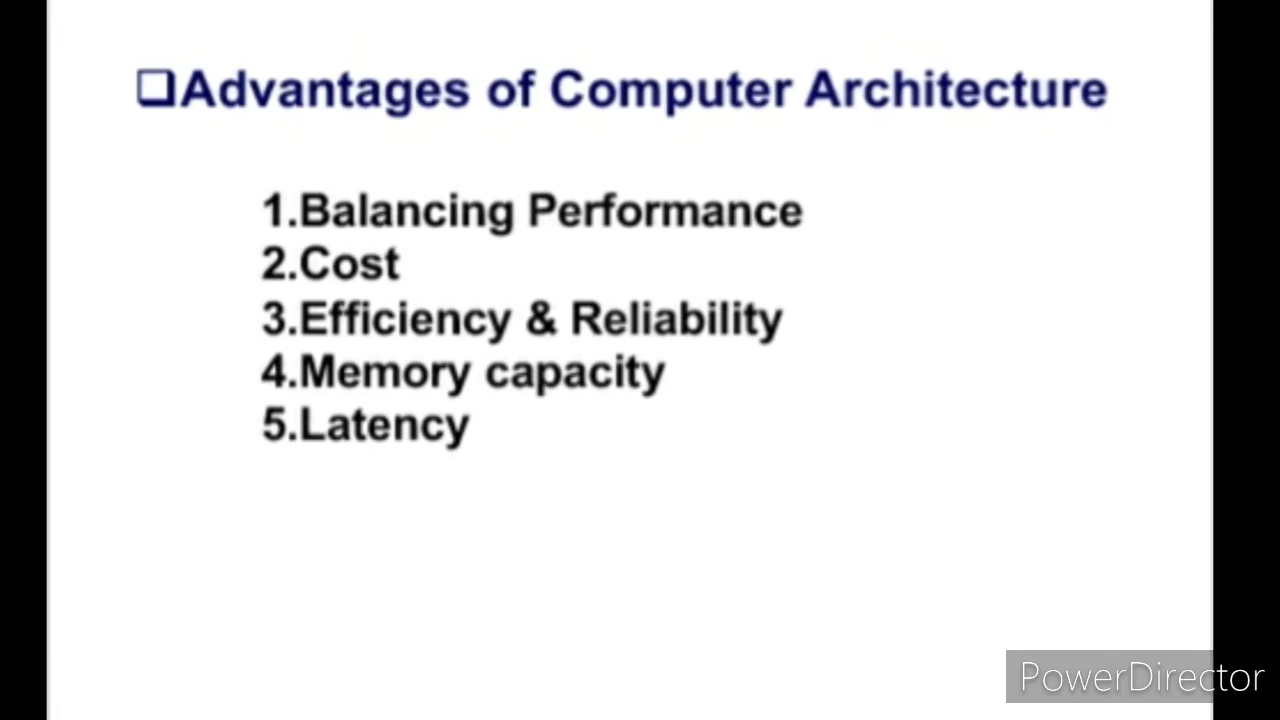 ❑Advantages of Computer Architecture
1.Balancing Performance
2.Cost
3.Efficiency & Reliability
4.Memory capacity
5.Latency
PowerDirector